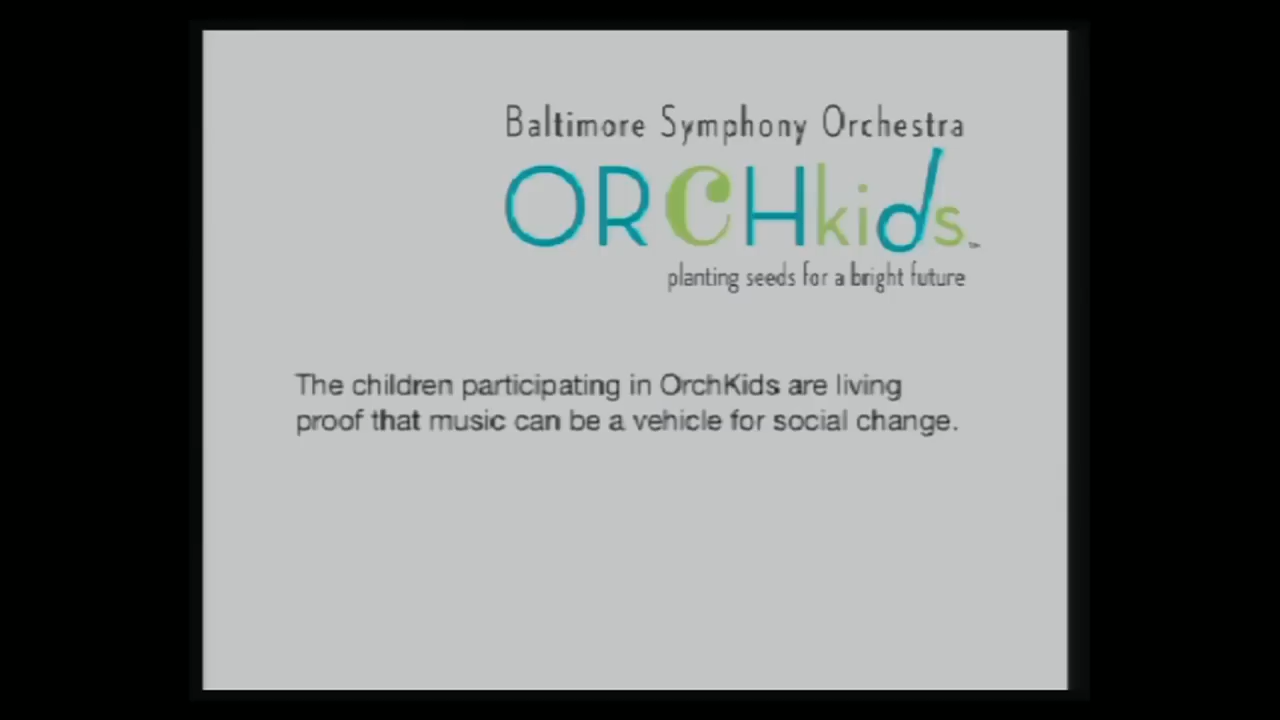 Baltimore Symphony Orchestra
ORCHkids™
planting seeds for a bright future
The children participating in OrchKids are living
proof that music can be a vehicle for social change.